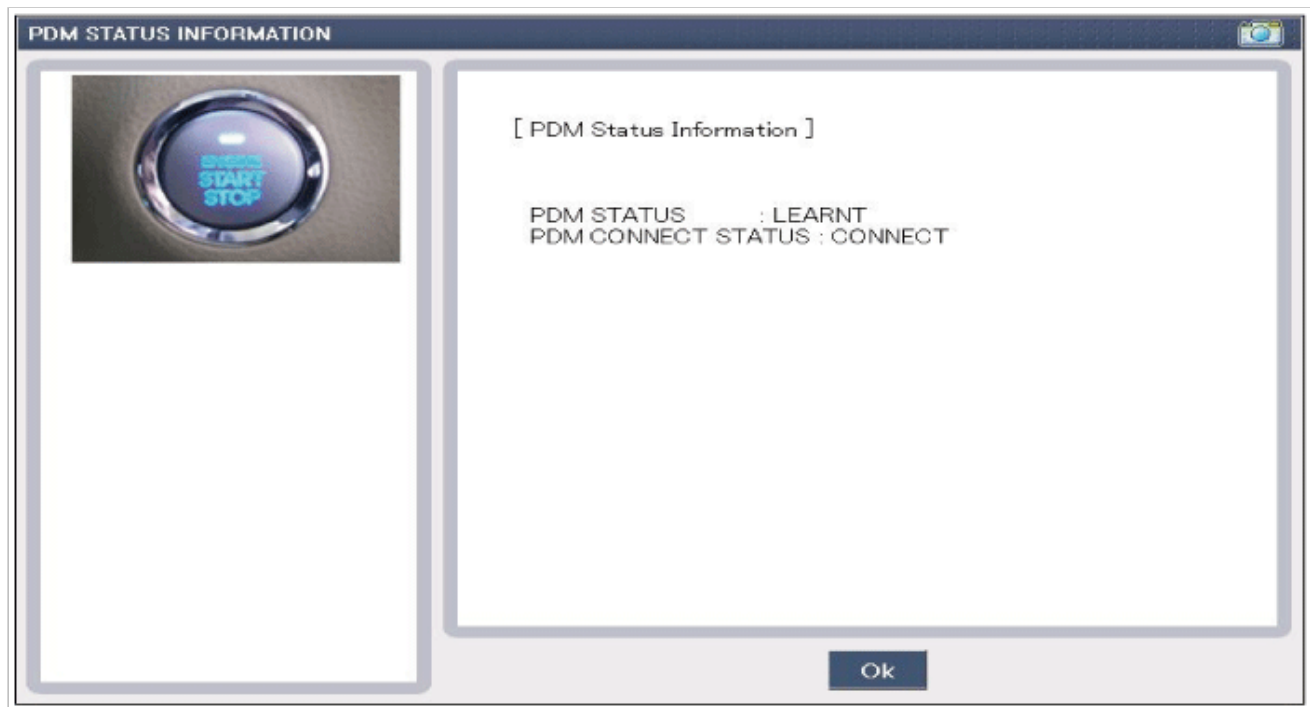 PDM STATUS INFORMATION
ENGINE
START
STOP
[ PDM Status Information ]
PDM STATUS : LEARNT
PDM CONNECT STATUS : CONNECT
Ok